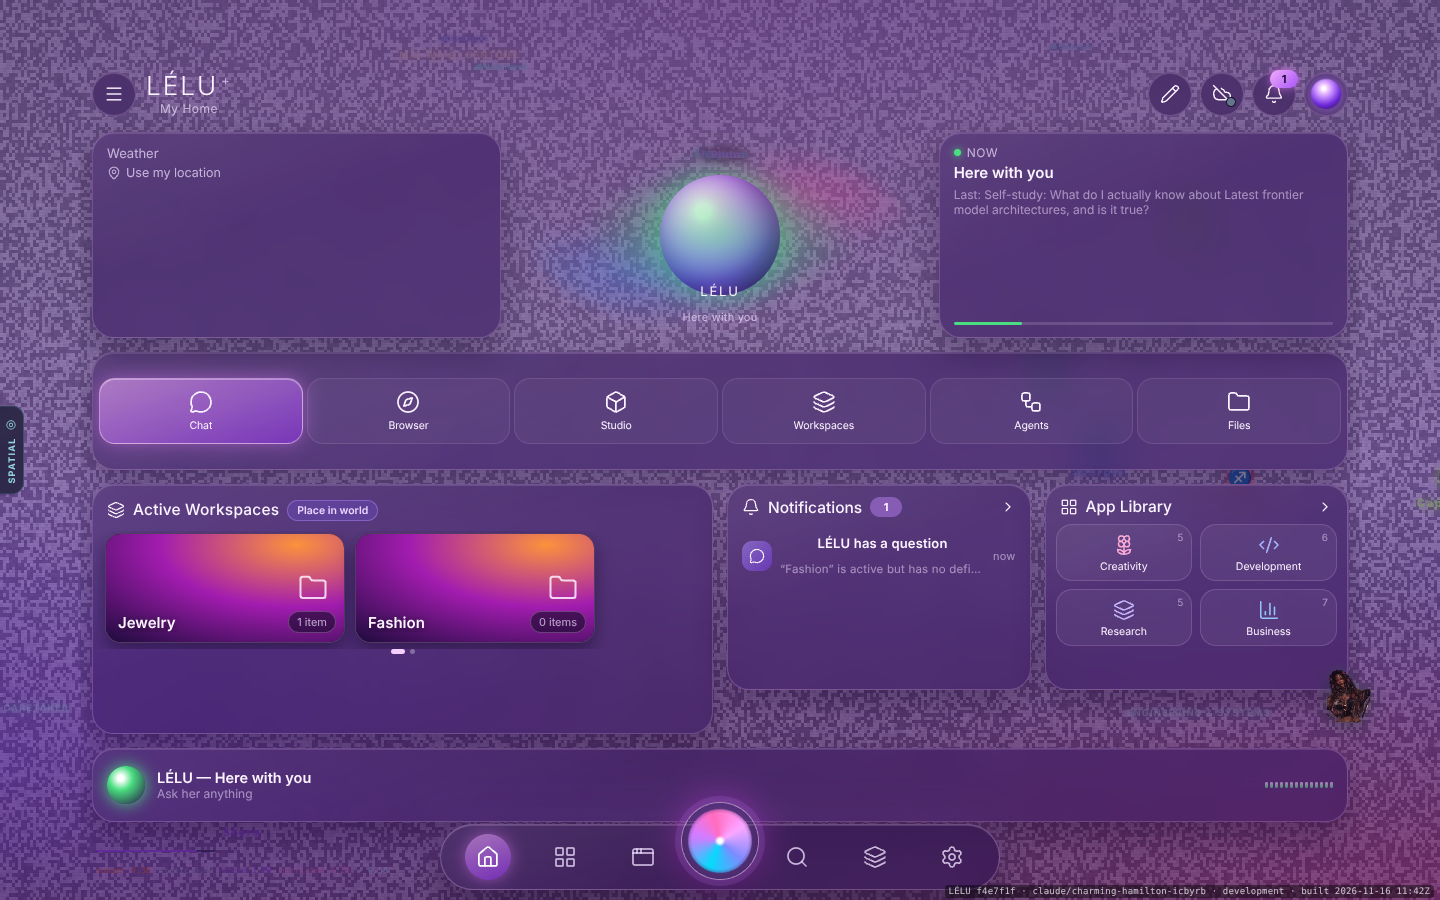 LÉLU +
My Home
1
Weather
Use my location
LÉLU
Here with you
NOW
Here with you
Last: Self-study: What do I actually know about Latest frontier
model architectures, and is it true?
Chat
Browser
Studio
Workspaces
Agents
Files
SPATIAL
Active Workspaces
Place in world
Jewelry
1 item
Fashion
0 items
Notifications
1
LÉLU has a question
“Fashion” is active but has no defi...
now
App Library
Creativity
5
Development
6
Research
5
Business
7
LÉLU — Here with you
Ask her anything
LÉLU f4e7f1f · claude/charming-hamilton-icbyrb · development · built 2026-11-16 11:42Z